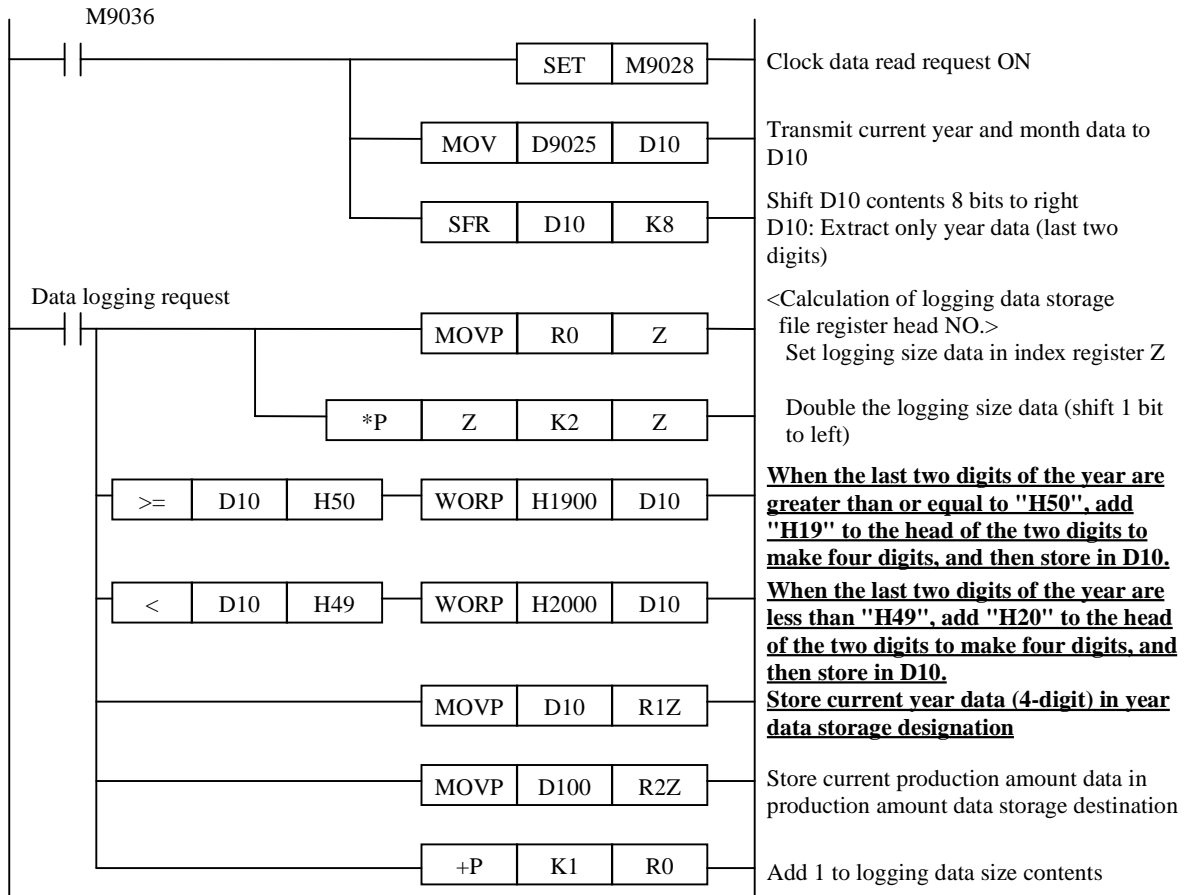 M9036
SET M9028 Clock data read request ON
MOV D9025 D10 Transmit current year and month data to
D10
SFR D10 K8 Shift D10 contents 8 bits to right
D10: Extract only year data (last two
digits)
Data logging request
MOVP R0 Z <Calculation of logging data storage
file register head NO.>
Set logging size data in index register Z
*P Z K2 Z Double the logging size data (shift 1 bit
to left)
>= D10 H50 WORP H1900 D10 When the last two digits of the year are
greater than or equal to "H50", add
"H19" to the head of the two digits to
make four digits, and then store in D10.
< D10 H49 WORP H2000 D10 When the last two digits of the year are
less than "H49", add "H20" to the head
of the two digits to make four digits, and
then store in D10.
MOVP D10 R1Z Store current year data (4-digit) in year
data storage designation
MOVP D100 R2Z Store current production amount data in
production amount data storage destination
+P K1 R0 Add 1 to logging data size contents